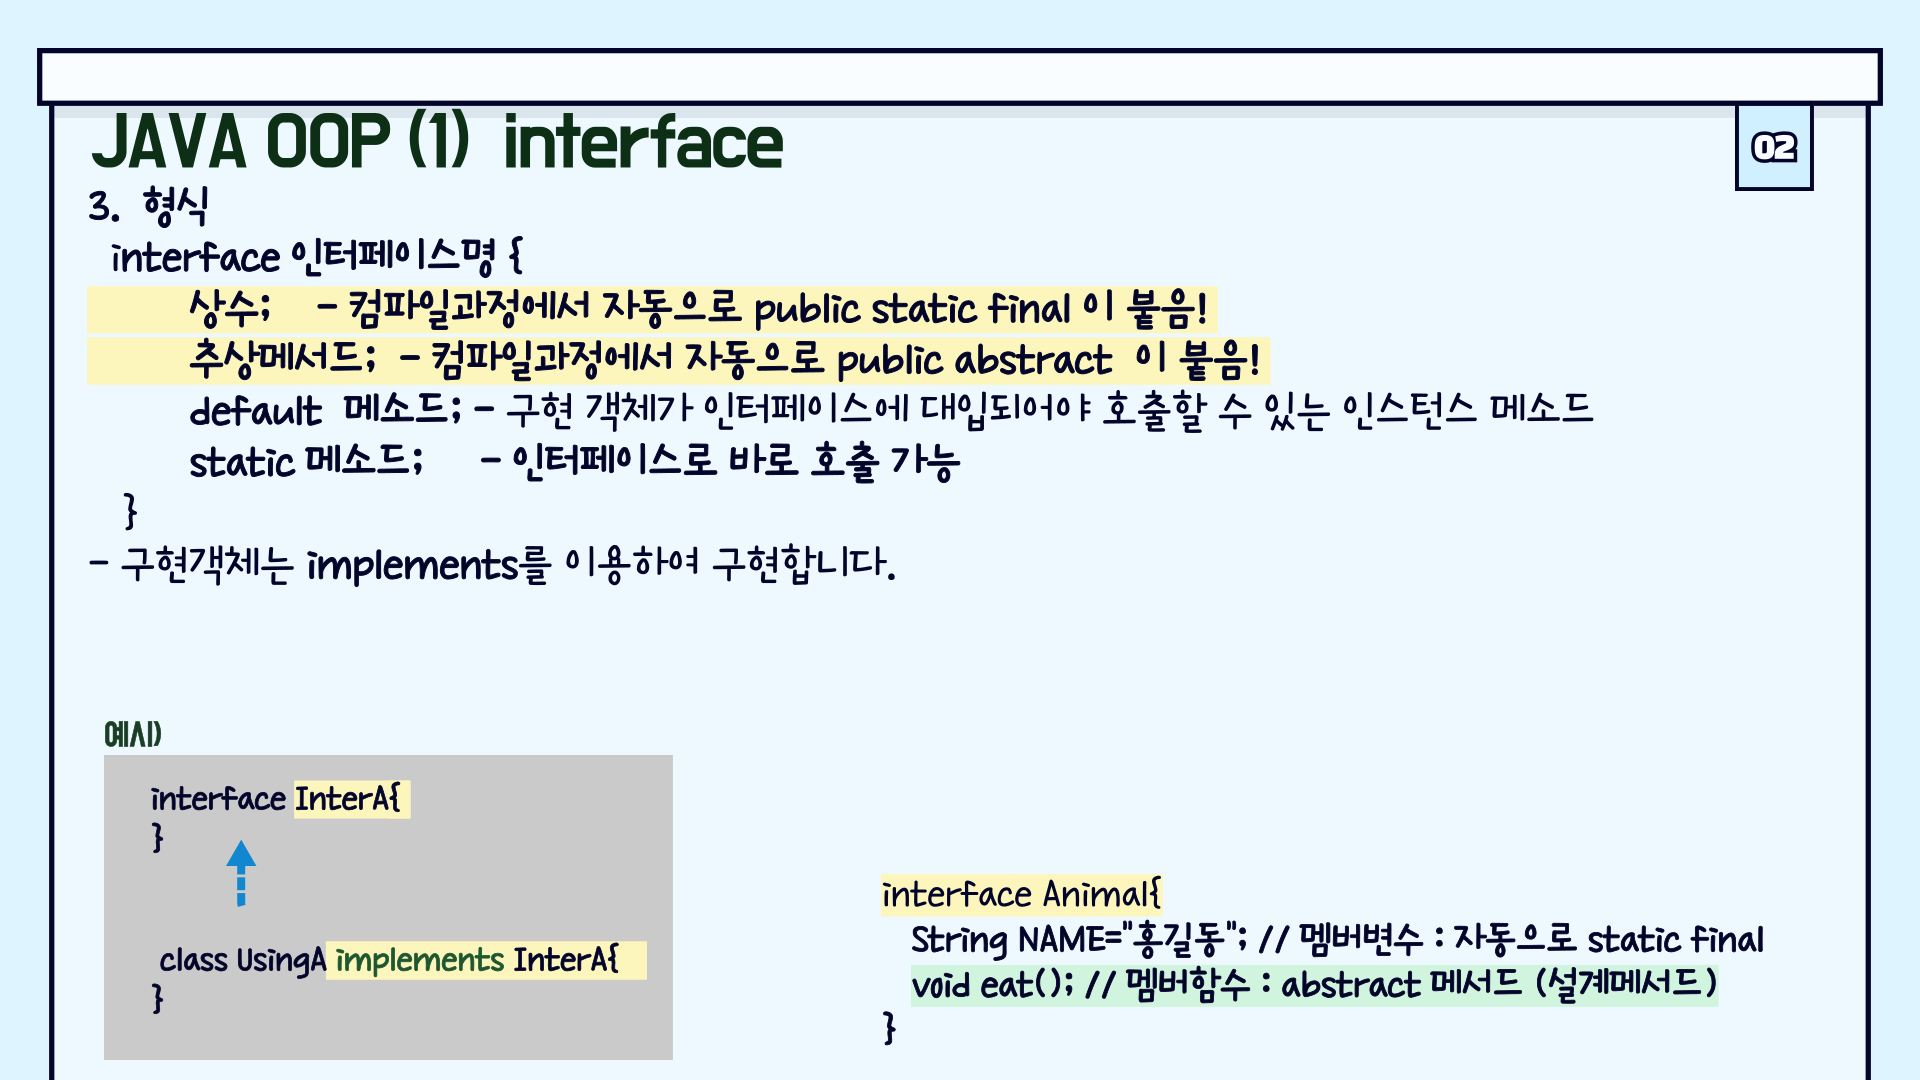 JAVA OOP (1) interface
02
3. 형식
interface 인터페이스명 {
상수; - 컴파일과정에서 자동으로 public static final 이 붙음!
추상메서드; - 컴파일과정에서 자동으로 public abstract 이 붙음!
default 메소드; - 구현 객체가 인터페이스에 대입되어야 호출할 수 있는 인스턴스 메소드
static 메소드; - 인터페이스로 바로 호출 가능
}
- 구현객체는 implements를 이용하여 구현합니다.
예시)
interface InterA{
}
class UsingA implements InterA{
}
interface Animal{
String NAME="홍길동"; // 멤버변수 : 자동으로 static final
void eat(); // 멤버함수 : abstract 메서드 (설계메서드)
}